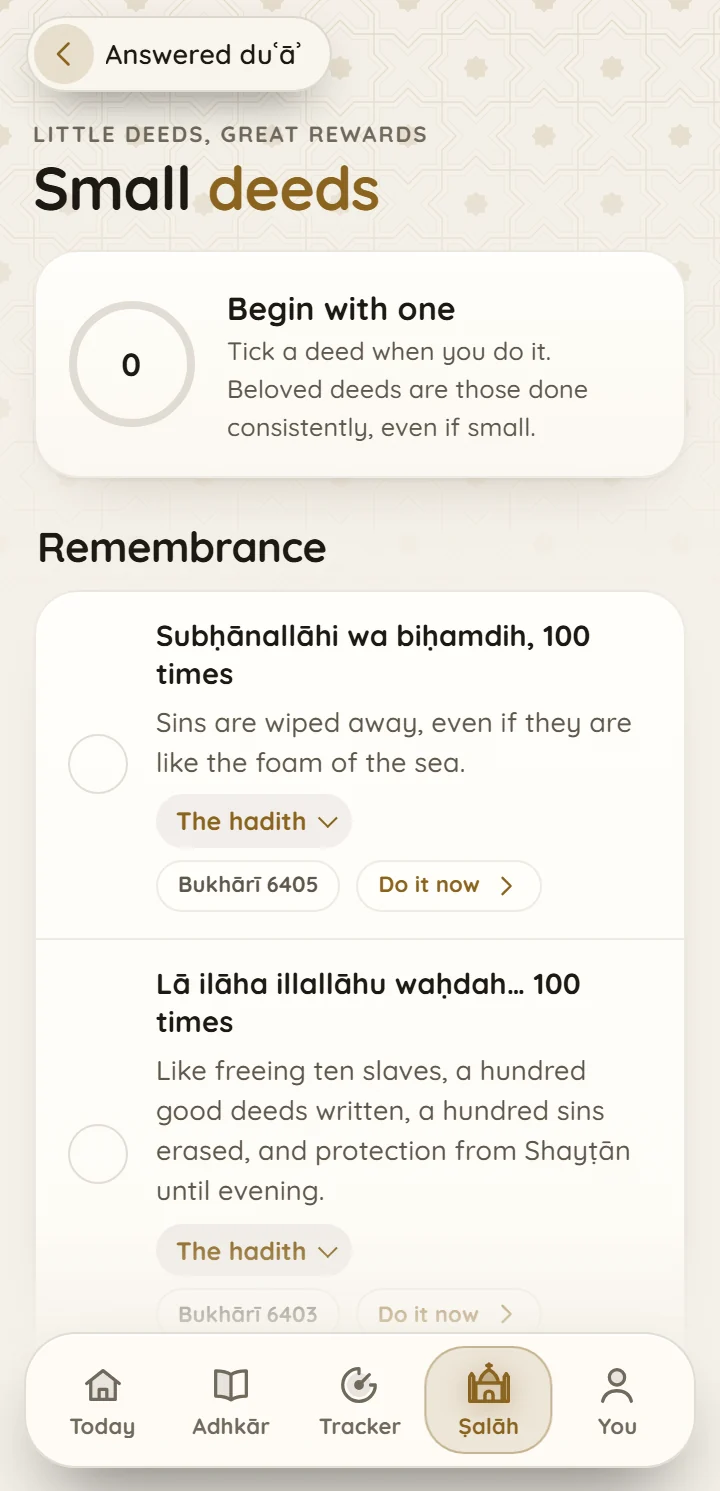 Answered duʿāʾ
LITTLE DEEDS, GREAT REWARDS
Small deeds
0
Begin with one
Tick a deed when you do it.
Beloved deeds are those done
consistently, even if small.
Remembrance
Subḥānallāhi wa biḥamdih, 100
times
Sins are wiped away, even if they are
like the foam of the sea.
The hadith
Bukhārī 6405
Do it now
Lā ilāha illallāhu waḥdah… 100
times
Like freeing ten slaves, a hundred
good deeds written, a hundred sins
erased, and protection from Shayṭān
until evening.
The hadith
Bukhārī 6403
Do it now
Today
Adhkār
Tracker
Ṣalāh
You